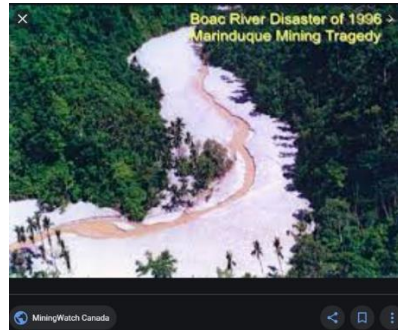 Boac River Disaster of 1996
Marinduque Mining Tragedy
MiningWatch Canada